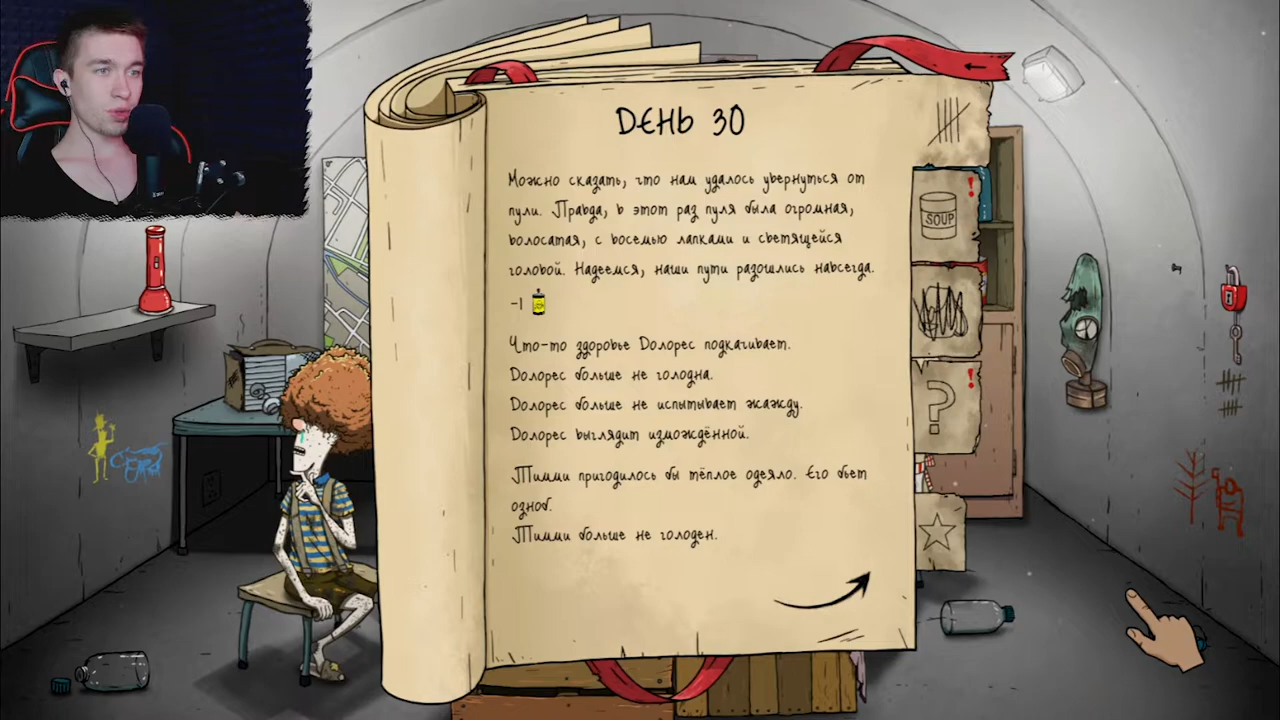 ДЕНЬ 30
Можно сказать, что нам удалось увернуться от
пули. Правда, в этот раз пуля была огромная,
волосатая, с восемью лапками и светящейся
головой. Надеемся, наши пути разошлись навсегда.
-1
Что-то здоровье Долорес подкачивает.
Долорес больше не голодна.
Долорес больше не испытывает жажду.
Долорес выглядит измождённой.
Тимми пригодилось бы тёплое одеяло. Его бьет
озноб.
Тимми больше не голоден.
SOUP
!
!
?